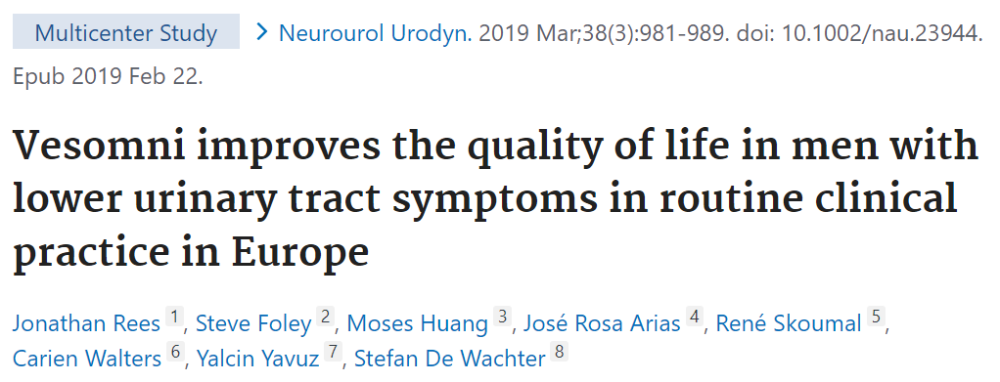 Multicenter Study > Neurourol Urodyn. 2019 Mar;38(3):981-989. doi: 10.1002/nau.23944.
Epub 2019 Feb 22.
Vesomni improves the quality of life in men with
lower urinary tract symptoms in routine clinical
practice in Europe
Jonathan Rees 1, Steve Foley 2, Moses Huang 3, José Rosa Arias 4, René Skoumal 5,
Carien Walters 6, Yalcin Yavuz 7, Stefan De Wachter 8